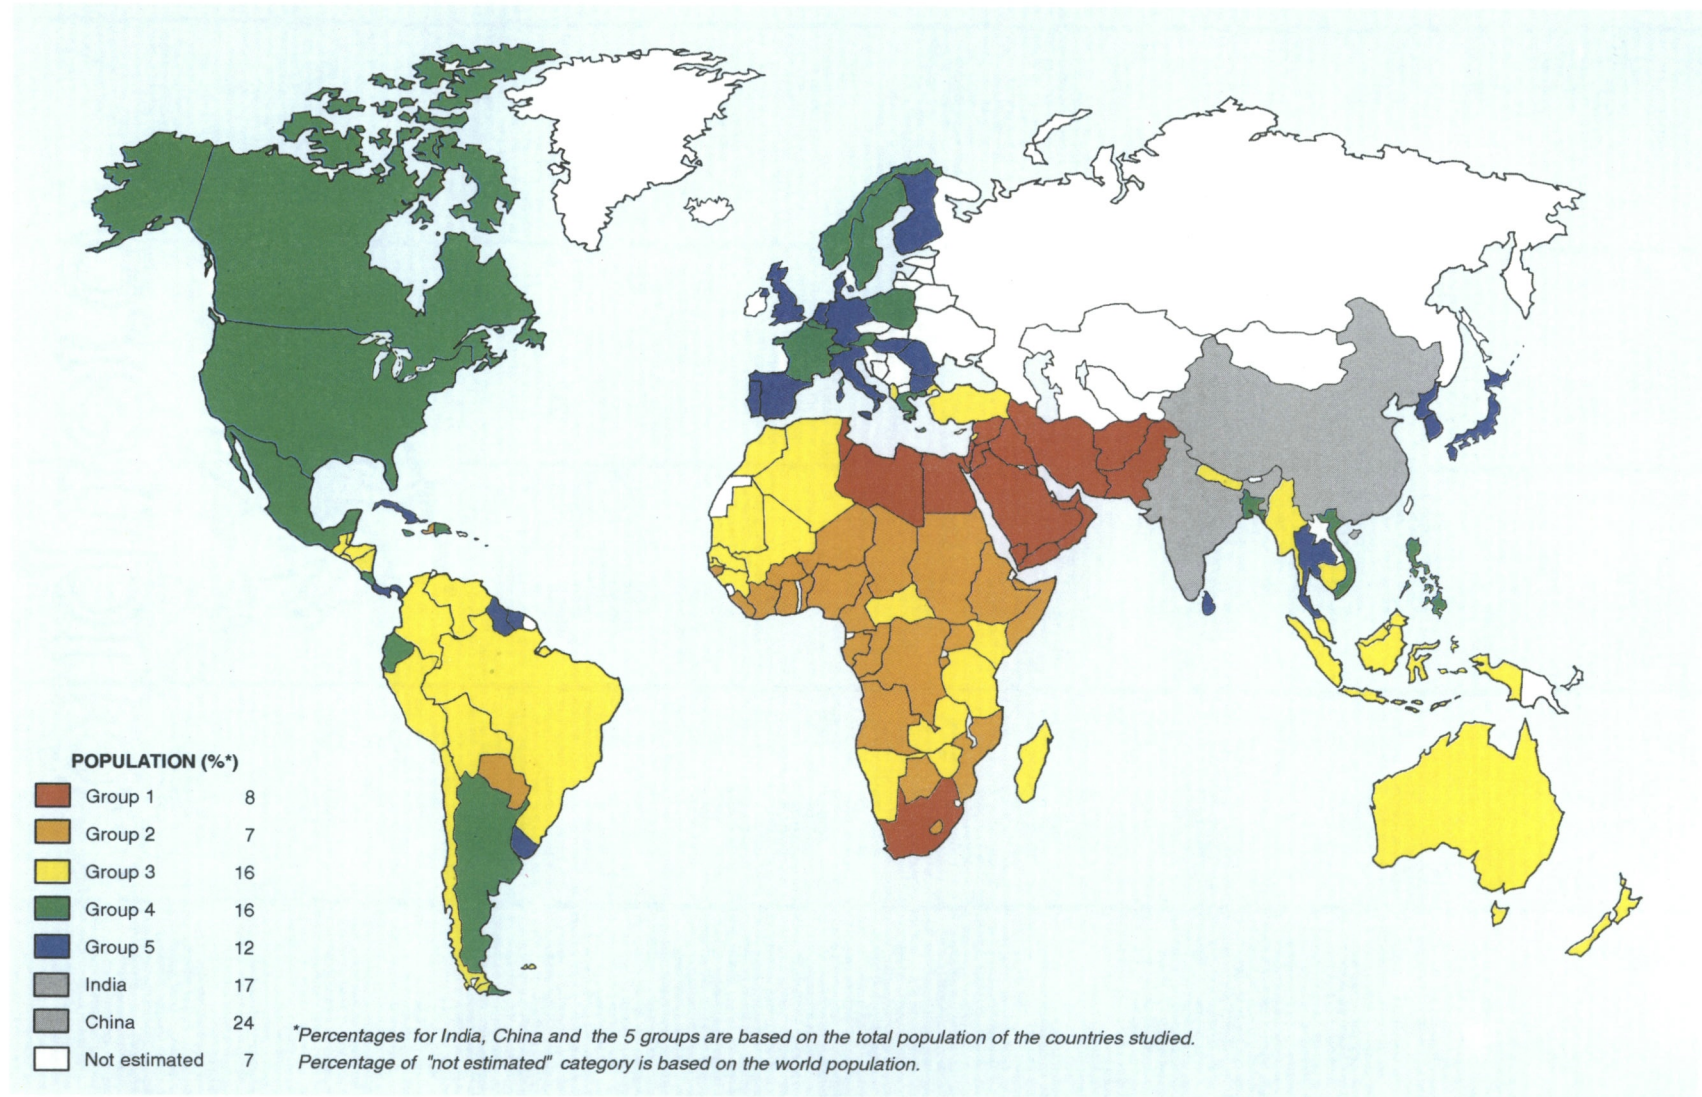 POPULATION (%*)
Group 1 8
Group 2 7
Group 3 16
Group 4 16
Group 5 12
India 17
China 24
Not estimated 7
*Percentages for India, China and the 5 groups are based on the total population of the countries studied.
Percentage of "not estimated" category is based on the world population.